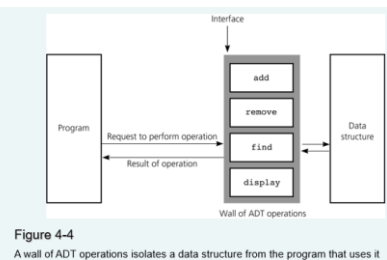 Interface
add
remove
find
display
Program
Request to perform operation
Result of operation
Data
structure
Wall of ADT operations
Figure 4-4
A wall of ADT operations isolates a data structure from the program that uses it